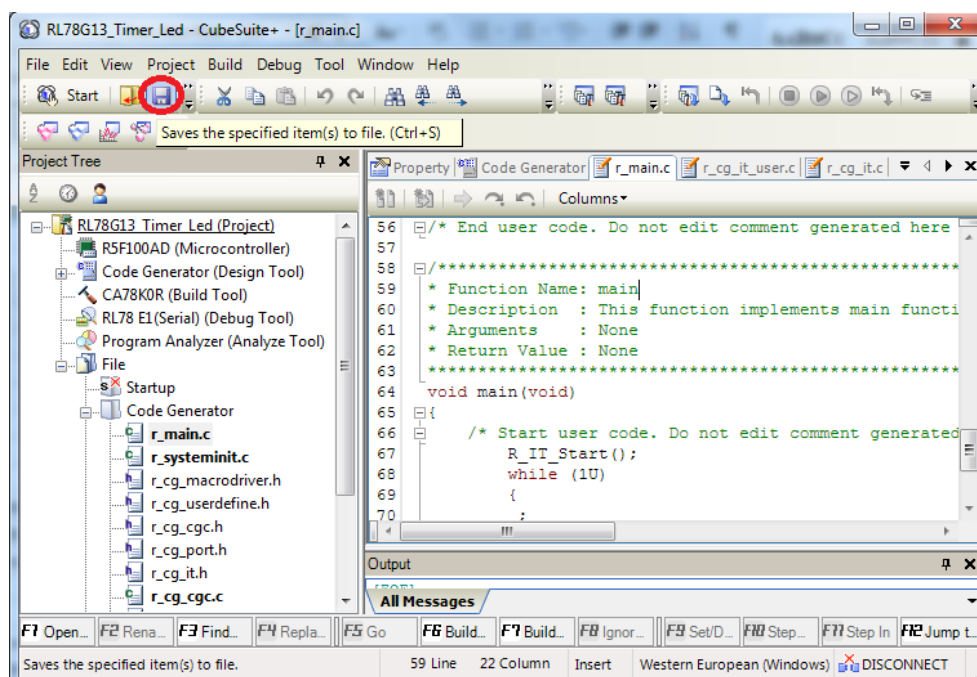 RL78G13_Timer_Led - CubeSuite+ - [r_main.c]
File Edit View Project Build Debug Tool Window Help
Start
Saves the specified item(s) to file. (Ctrl+S)
Project Tree
RL78G13_Timer_Led (Project)
R5F100AD (Microcontroller)
Code Generator (Design Tool)
CA78K0R (Build Tool)
RL78 E1(Serial) (Debug Tool)
Program Analyzer (Analyze Tool)
File
Startup
Code Generator
r_main.c
r_systeminit.c
r_cg_macrodriver.h
r_cg_userdefine.h
r_cg_cgc.h
r_cg_port.h
r_cg_it.h
r_cg_cgc.c
Property Code Generator r_main.c r_cg_it_user.c r_cg_it.c
Columns
56 /* End user code. Do not edit comment generated here
57
58 /****************************************************
59 * Function Name: main
60 * Description : This function implements main functi
61 * Arguments : None
62 * Return Value : None
63 *****************************************************
64 void main(void)
65 {
66 /* Start user code. Do not edit comment generated
67 R_IT_Start();
68 while (1U)
69 {
70 ;
Output
[EOF]
All Messages
F1 Open... F2 Rena... F3 Find... F4 Repla... F5 Go F6 Build... F7 Build... F8 Ignor... F9 Set/D... F10 Step... F11 Step In F12 Jump t...
Saves the specified item(s) to file. 59 Line 22 Column Insert Western European (Windows) DISCONNECT